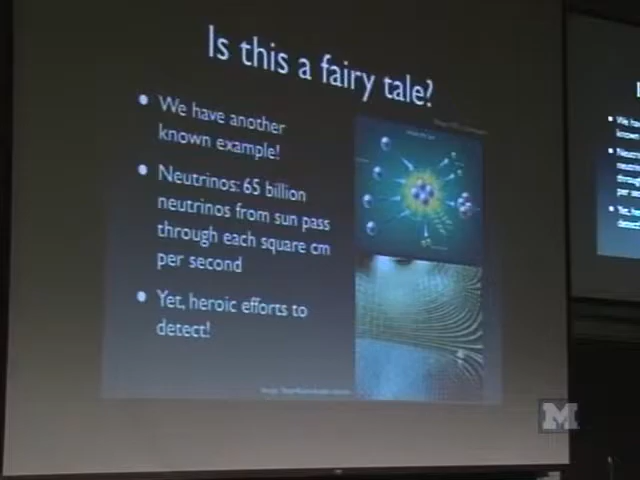 Is this a fairy tale?
• We have another
known example!
• Neutrinos: 65 billion
neutrinos from sun pass
through each square cm
per second
• Yet, heroic efforts to
detect!
M